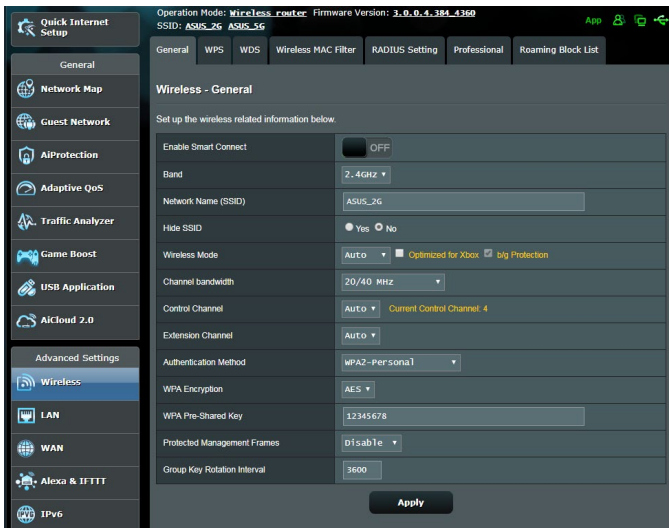 Quick Internet
Setup
General
Network Map
Guest Network
AiProtection
Adaptive QoS
Traffic Analyzer
Game Boost
USB Application
AiCloud 2.0
Advanced Settings
Wireless
LAN
WAN
Alexa & IFTTT
IPv6
Operation Mode: Wireless router Firmware Version: 3.0.0.4.384_4360
SSID: ASUS_2G ASUS_5G
App
General WPS WDS Wireless MAC Filter RADIUS Setting Professional Roaming Block List
Wireless - General
Set up the wireless related information below.
Enable Smart Connect OFF
Band 2.4GHz
Network Name (SSID) ASUS_2G
Hide SSID Yes No
Wireless Mode Auto Optimized for Xbox b/g Protection
Channel bandwidth 20/40 MHz
Control Channel Auto Current Control Channel: 4
Extension Channel Auto
Authentication Method WPA2-Personal
WPA Encryption AES
WPA Pre-Shared Key 12345678
Protected Management Frames Disable
Group Key Rotation Interval 3600
Apply